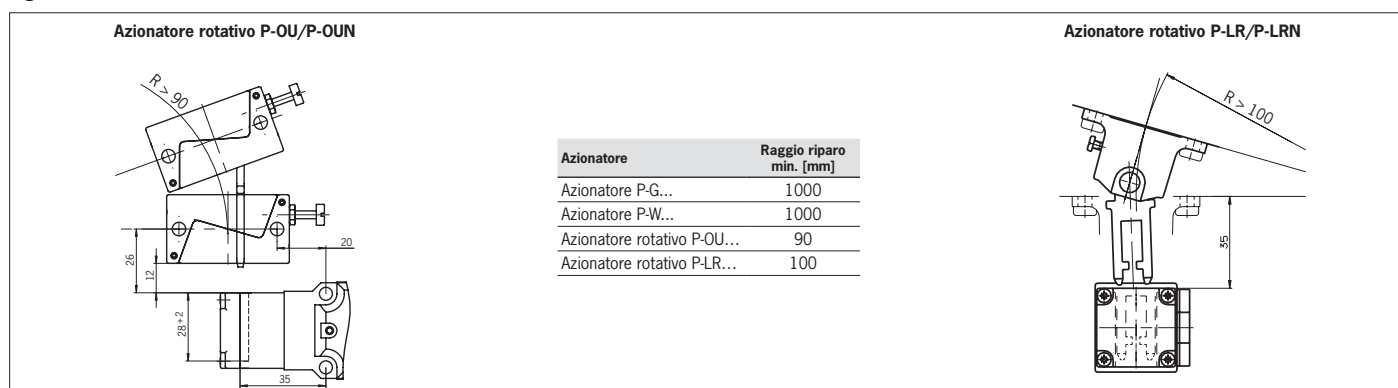 Azionatore rotativo P-OU/P-OUN
R > 90
20
26
12
28+2
35
Azionatore Raggio riparo
min. [mm]
Azionatore P-G... 1000
Azionatore P-W... 1000
Azionatore rotativo P-OU... 90
Azionatore rotativo P-LR... 100
Azionatore rotativo P-LR/P-LRN
R > 100
35